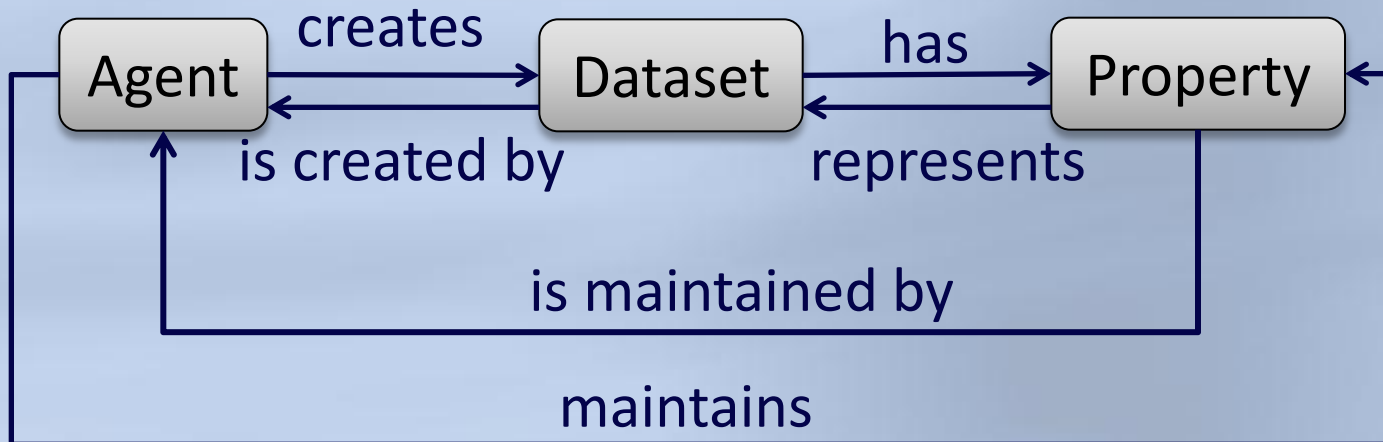 creates
has
Agent
Dataset
Property
is created by
represents
is maintained by
maintains